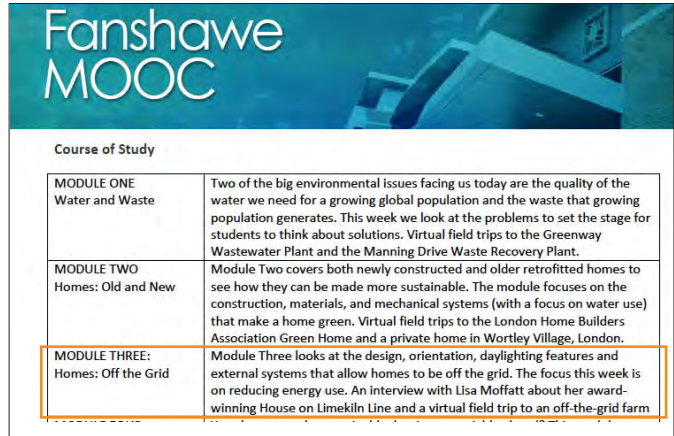 Fanshawe
MOOC
Course of Study
MODULE ONE
Water and Waste
Two of the big environmental issues facing us today are the quality of the
water we need for a growing global population and the waste that growing
population generates. This week we look at the problems to set the stage for
students to think about solutions. Virtual field trips to the Greenway
Wastewater Plant and the Manning Drive Waste Recovery Plant.
MODULE TWO
Homes: Old and New
Module Two covers both newly constructed and older retrofitted homes to
see how they can be made more sustainable. The module focuses on the
construction, materials, and mechanical systems (with a focus on water use)
that make a home green. Virtual field trips to the London Home Builders
Association Green Home and a private home in Wortley Village, London.
MODULE THREE:
Homes: Off the Grid
Module Three looks at the design, orientation, daylighting features and
external systems that allow homes to be off the grid. The focus this week is
on reducing energy use. An interview with Lisa Moffatt about her award-
winning House on Limekiln Line and a virtual field trip to an off-the-grid farm